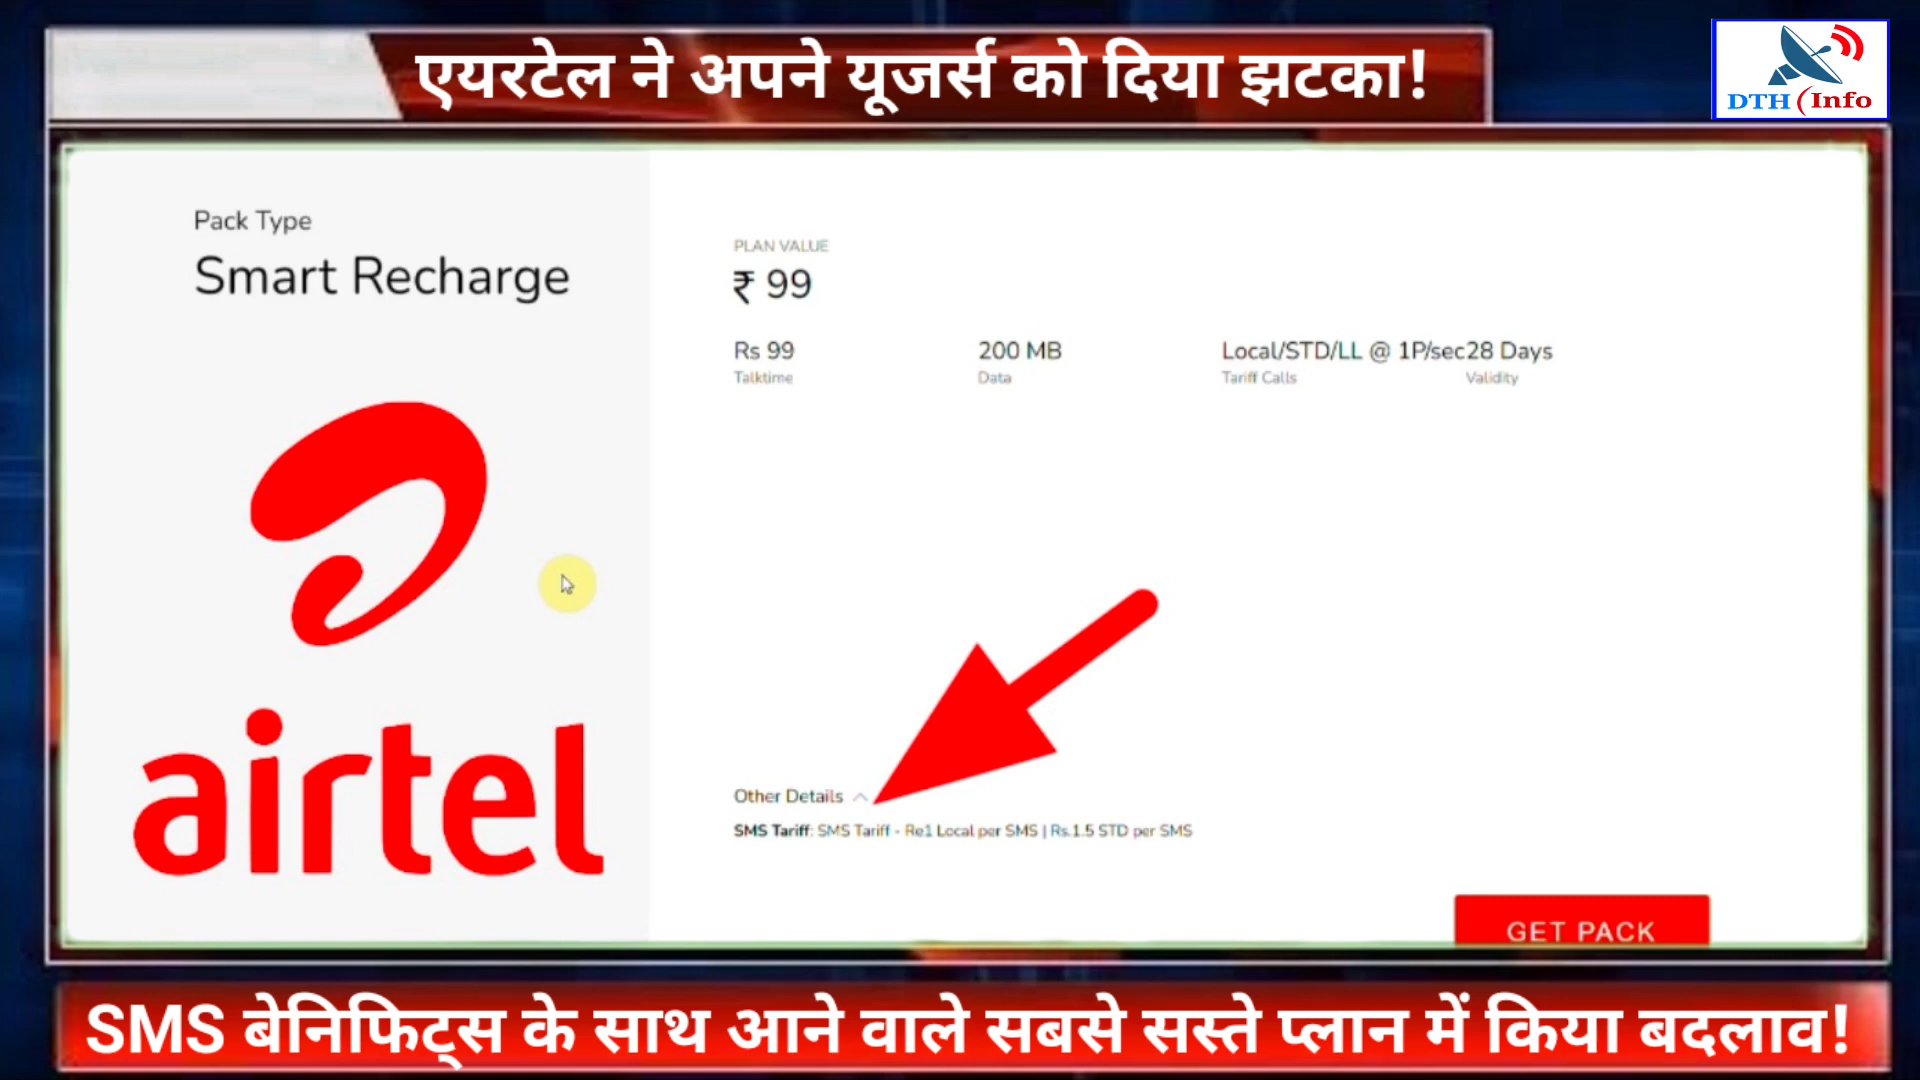 एयरटेल ने अपने यूजर्स को दिया झटका!
DTH Info
Pack Type
Smart Recharge
PLAN VALUE
₹ 99
Rs 99 200 MB Local/STD/LL @ 1P/sec28 Days
Talktime Data Tariff Calls Validity
airtel
Other Details
SMS Tariff: SMS Tariff - Re1 Local per SMS | Rs.1.5 STD per SMS
GET PACK
SMS बेनिफिट्स के साथ आने वाले सबसे सस्ते प्लान में किया बदलाव!